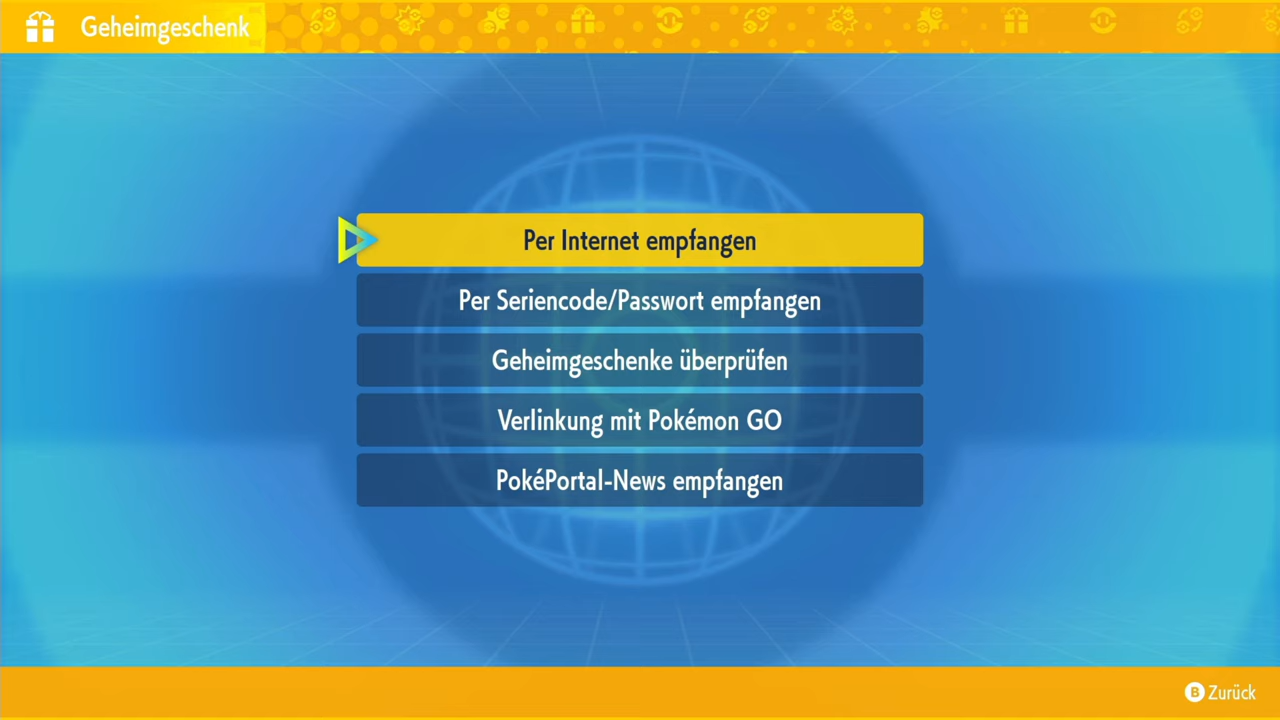 Geheimgeschenk
Per Internet empfangen
Per Seriencode/Passwort empfangen
Geheimgeschenke überprüfen
Verlinkung mit Pokémon GO
PokéPortal-News empfangen
B Zurück